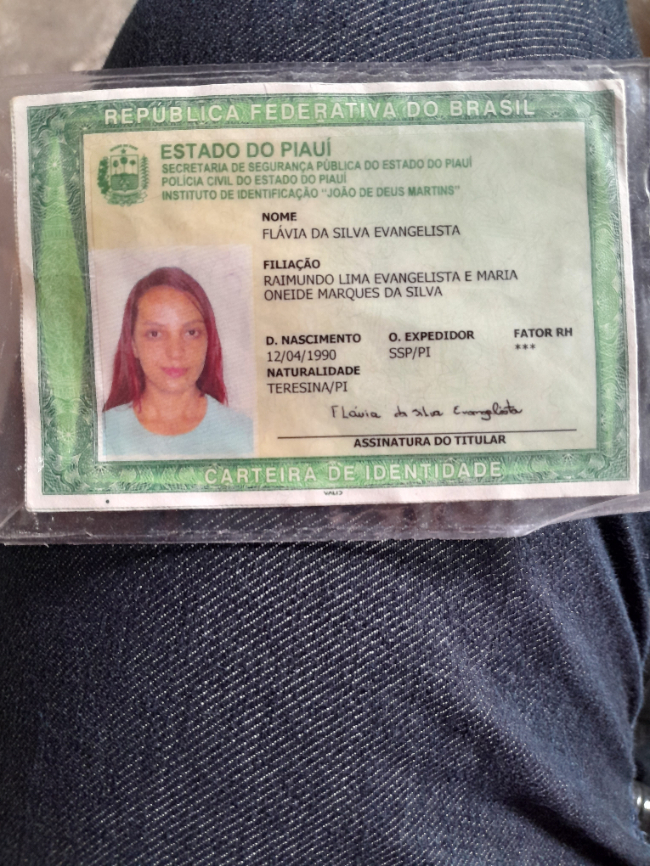 REPÚBLICA FEDERATIVA DO BRASIL
ESTADO DO PIAUÍ
SECRETARIA DE SEGURANÇA PÚBLICA DO ESTADO DO PIAUÍ
POLÍCIA CIVIL DO ESTADO DO PIAUÍ
INSTITUTO DE IDENTIFICAÇÃO "JOÃO DE DEUS MARTINS"
NOME
FLÁVIA DA SILVA EVANGELISTA
FILIAÇÃO
RAIMUNDO LIMA EVANGELISTA E MARIA
ONEIDE MARQUES DA SILVA
D. NASCIMENTO O. EXPEDIDOR FATOR RH
12/04/1990 SSP/PI ***
NATURALIDADE
TERESINA/PI
Flávia da Silva Evangelista
ASSINATURA DO TITULAR
CARTEIRA DE IDENTIDADE